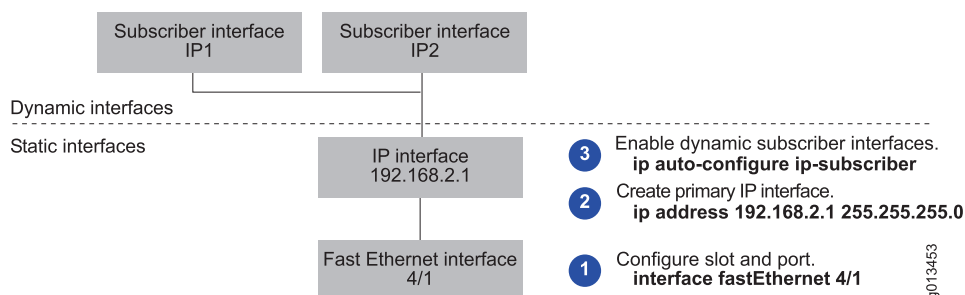 Subscriber interface
IP1
Subscriber interface
IP2
Dynamic interfaces
Static interfaces
IP interface
192.168.2.1
3
Enable dynamic subscriber interfaces.
ip auto-configure ip-subscriber
2
Create primary IP interface.
ip address 192.168.2.1 255.255.255.0
Fast Ethernet interface
4/1
1
Configure slot and port.
interface fastEthernet 4/1
g013453